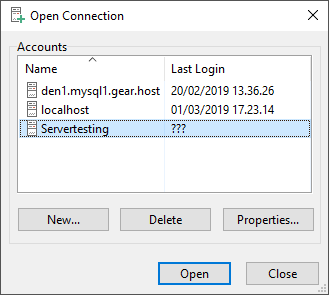 Open Connection
Accounts
Name Last Login
den1.mysql1.gear.host 20/02/2019 13.36.26
localhost 01/03/2019 17.23.14
Servertesting ???
New... Delete Properties...
Open Close